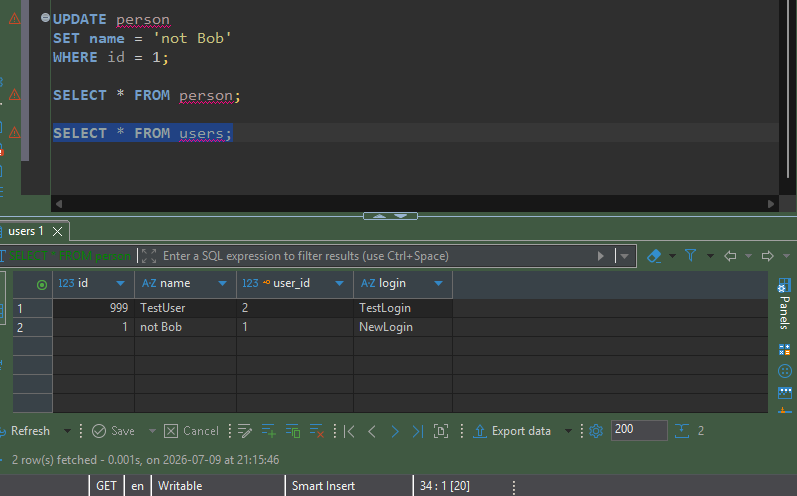 UPDATE person
SET name = 'not Bob'
WHERE id = 1;
SELECT * FROM person;
SELECT * FROM users;
users 1
SELECT * FROM person
Enter a SQL expression to filter results (use Ctrl+Space)
123 id A-Z name 123 user_id A-Z login
1 999 TestUser 2 TestLogin
2 1 not Bob 1 NewLogin
Panels
Refresh Save Cancel Export data 200 2
2 row(s) fetched - 0.001s, on 2026-07-09 at 21:15:46
GET en Writable Smart Insert 34 : 1 [20]